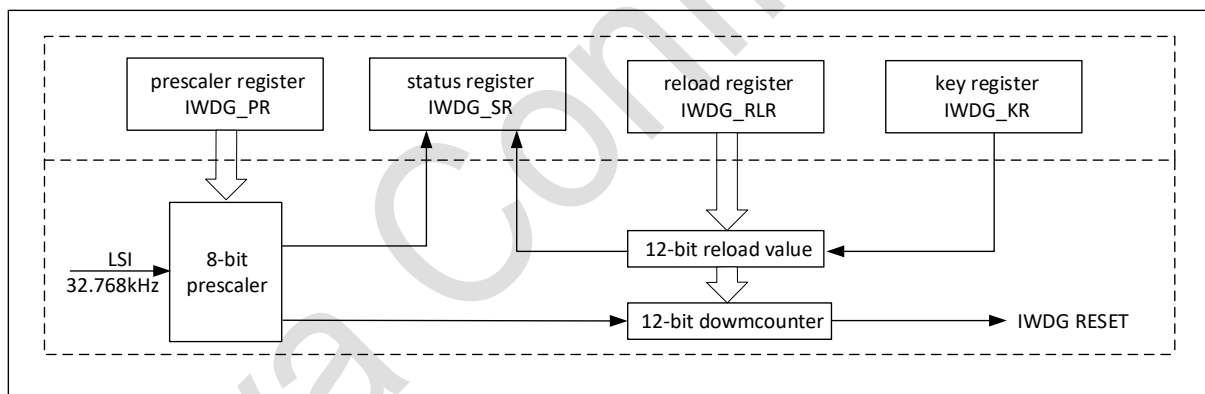 prescaler register
IWDG_PR
status register
IWDG_SR
reload register
IWDG_RLR
key register
IWDG_KR
LSI
32.768kHz
8-bit
prescaler
12-bit reload value
12-bit dowmcounter
IWDG RESET